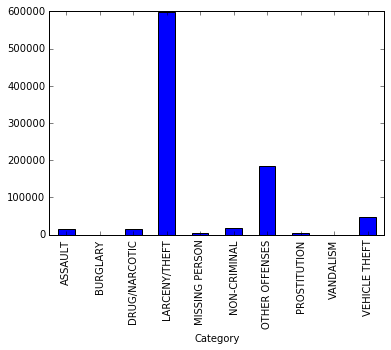 600000
500000
400000
300000
200000
100000
0
ASSAULT
BURGLARY
DRUG/NARCOTIC
LARCENY/THEFT
MISSING PERSON
NON-CRIMINAL
OTHER OFFENSES
PROSTITUTION
VANDALISM
VEHICLE THEFT
Category